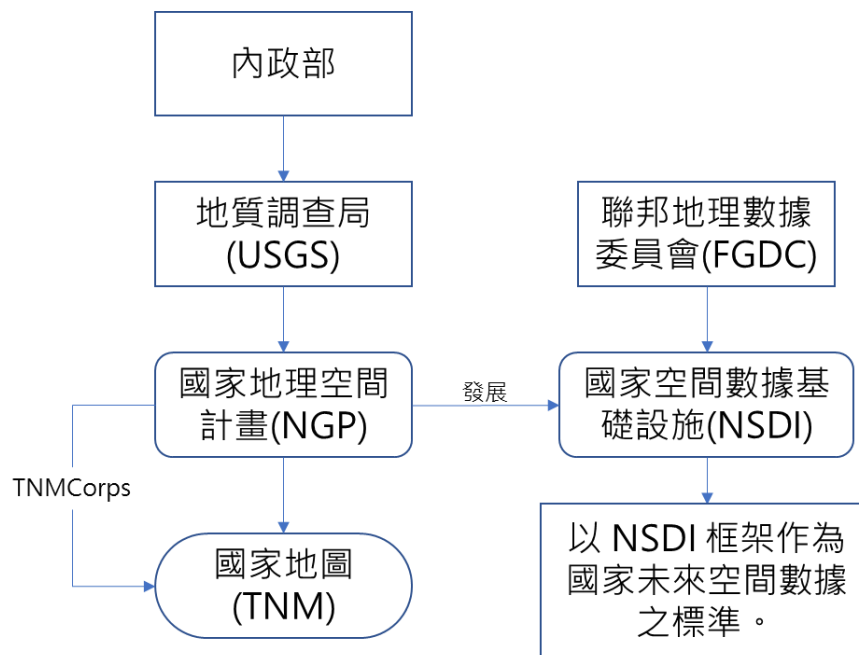 內政部
地質調查局
(USGS)
聯邦地理數據
委員會(FGDC)
國家地理空間
計畫(NGP)
發展
國家空間數據基
礎設施(NSDI)
TNMCorps
國家地圖
(TNM)
以 NSDI 框架作為
國家未來空間數據
之標準。